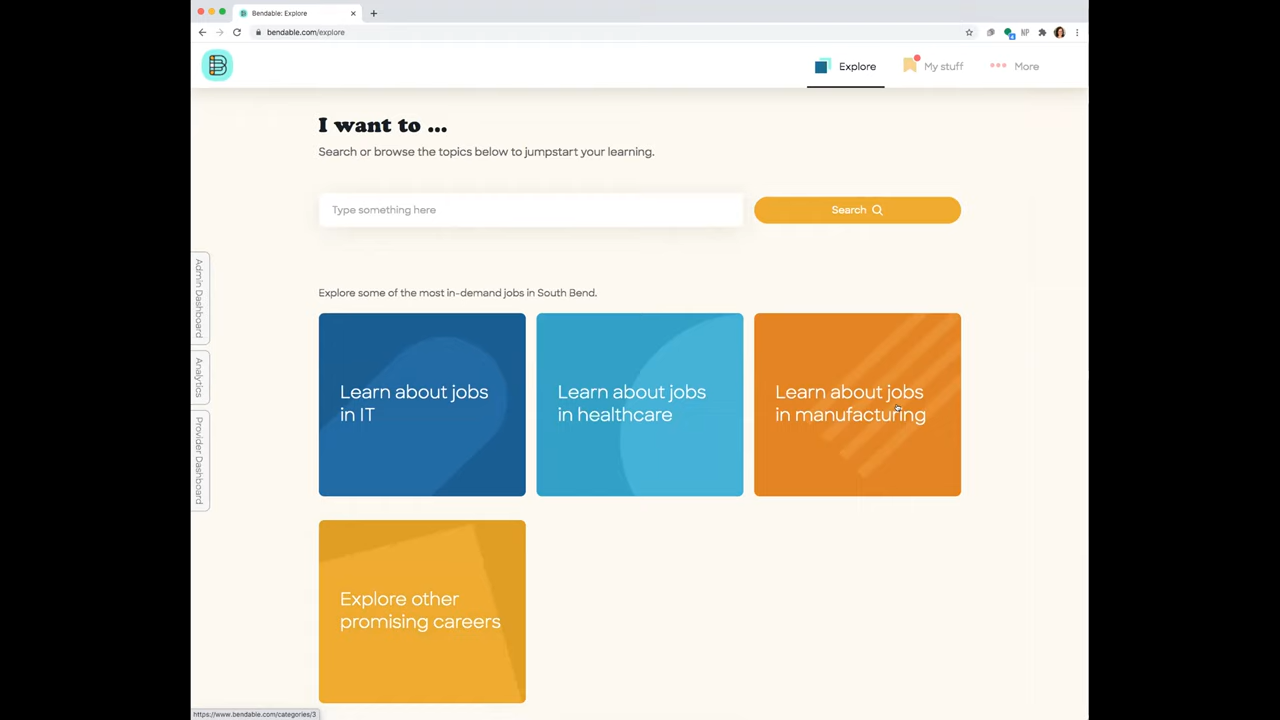 Bendable: Explore
bendable.com/explore
NP
B
Explore
My stuff
More
I want to ...
Search or browse the topics below to jumpstart your learning.
Type something here
Search
Admin Dashboard
Analytics
Provider Dashboard
Explore some of the most in-demand jobs in South Bend.
Learn about jobs
in IT
Learn about jobs
in healthcare
Learn about jobs
in manufacturing
Explore other
promising careers
https://www.bendable.com/categories/3